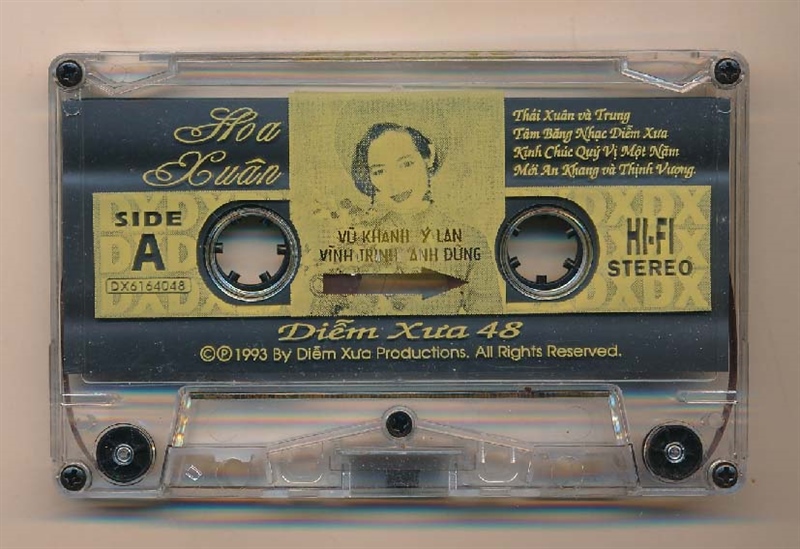 Hoa
Xuân
Thái Xuân và Trung
Tâm Băng Nhạc Diễm Xưa
Kính Chúc Quý Vị Một Năm
Mới An Khang và Thịnh Vượng.
SIDE
A
DX6164048
VŨ KHANH Ý LAN
VĨNH TRINH ANH DŨNG
HI-FI
STEREO
Diễm Xưa 48
©℗1993 By Diễm Xưa Productions. All Rights Reserved.